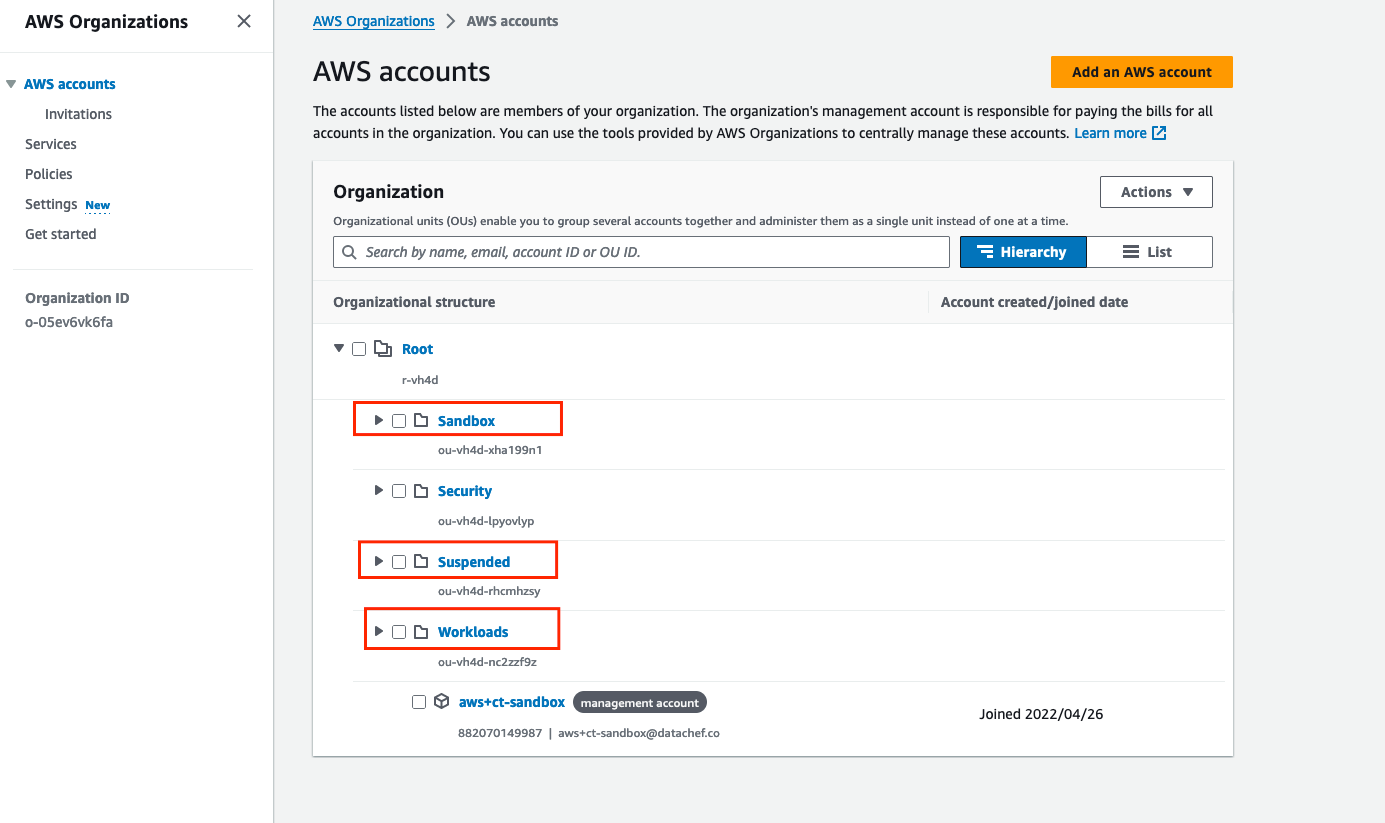 AWS Organizations
AWS accounts
Invitations
Services
Policies
Settings New
Get started
Organization ID
o-05ev6vk6fa
AWS Organizations > AWS accounts
AWS accounts
Add an AWS account
The accounts listed below are members of your organization. The organization's management account is responsible for paying the bills for all
accounts in the organization. You can use the tools provided by AWS Organizations to centrally manage these accounts. Learn more
Organization
Actions
Organizational units (OUs) enable you to group several accounts together and administer them as a single unit instead of one at a time.
Search by name, email, account ID or OU ID.
Hierarchy
List
Organizational structure
Account created/joined date
Root
r-vh4d
Sandbox
ou-vh4d-xha199n1
Security
ou-vh4d-lpyovlyp
Suspended
ou-vh4d-rhcmhzsy
Workloads
ou-vh4d-nc2zzf9z
aws+ct-sandbox management account
Joined 2022/04/26
882070149987 | aws+ct-sandbox@datachef.co